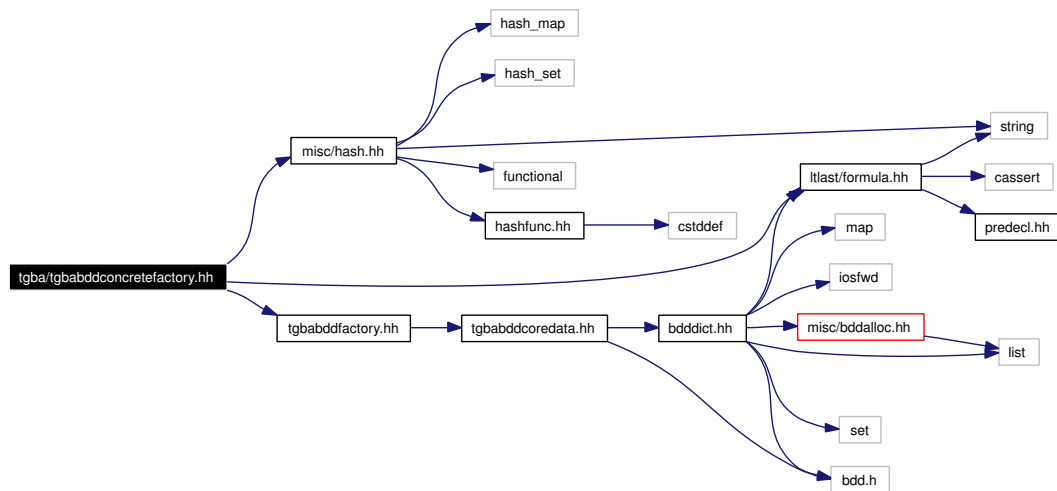 hash_map
hash_set
string
misc/hash.hh
functional
ltlast/formula.hh
cassert
hashfunc.hh
cstddef
map
predecl.hh
tgba/tgbabddconcretefactory.hh
iosfwd
tgbabddfactory.hh
tgbabddcoredata.hh
bdddict.hh
misc/bddalloc.hh
list
set
bdd.h